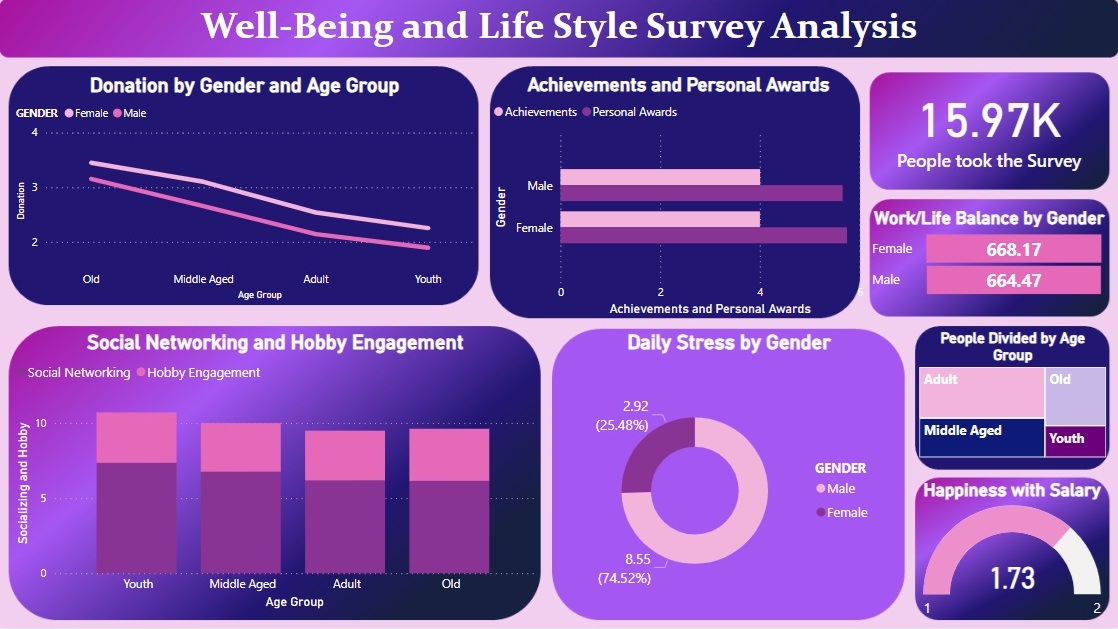 Well-Being and Life Style Survey Analysis
Donation by Gender and Age Group
GENDER Female Male
4
3
2
Donation
Old Middle Aged Adult Youth
Age Group
Achievements and Personal Awards
Achievements Personal Awards
Gender
Male
Female
0 2 4 6
Achievements and Personal Awards
15.97K
People took the Survey
Work/Life Balance by Gender
Female 668.17
Male 664.47
Social Networking and Hobby Engagement
Social Networking Hobby Engagement
Socializing and Hobby
10
5
0
Youth Middle Aged Adult Old
Age Group
Daily Stress by Gender
2.92
(25.48%)
8.55
(74.52%)
GENDER
Male
Female
People Divided by Age
Group
Adult Old
Middle Aged Youth
Happiness with Salary
1.73
1 2